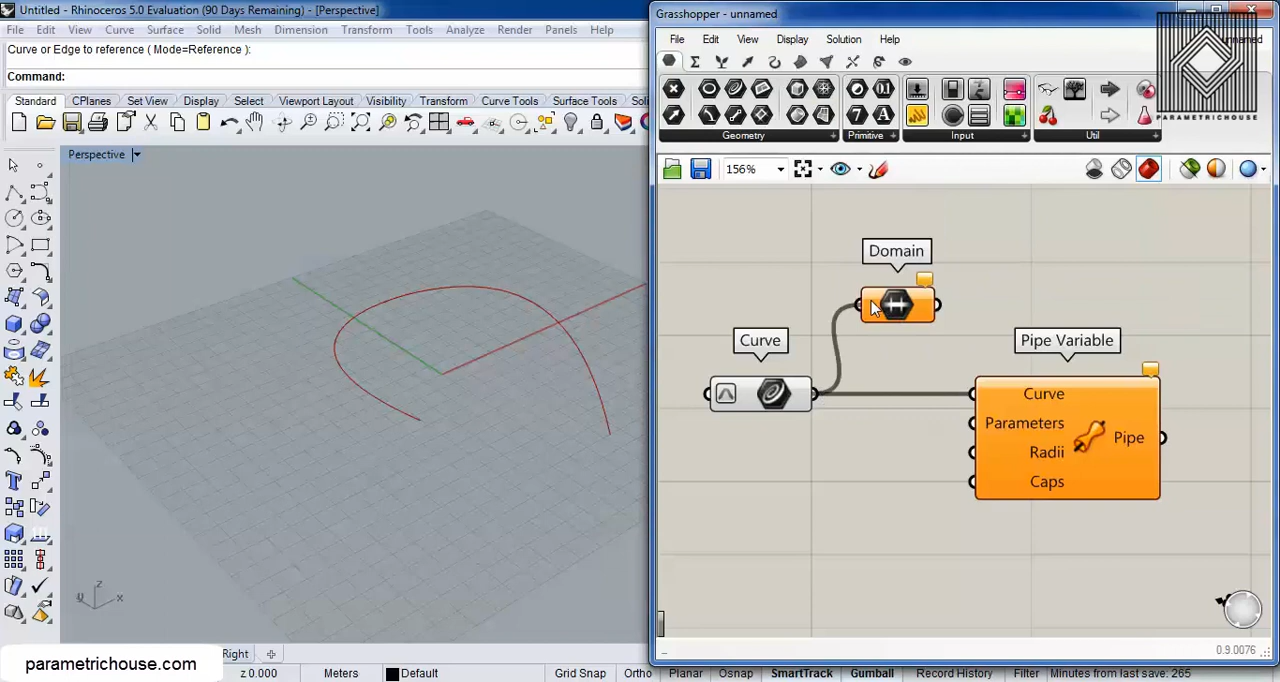 Untitled - Rhinoceros 5.0 Evaluation (90 Days Remaining) - [Perspective]
File Edit View Curve Surface Solid Mesh Dimension Transform Tools Analyze Render Panels Help
Curve or Edge to reference ( Mode=Reference ):
Command:
Standard CPlanes Set View Display Select Viewport Layout Visibility Transform Curve Tools Surface Tools
Perspective
z
y
x
Right
z 0.000 Meters Default Grid Snap Ortho Planar Osnap SmartTrack Gumball Record History Filter Minutes from last save: 265
parametrichouse.com
Grasshopper - unnamed
File Edit View Display Solution Help
unnamed
PARAMETRICHOUSE
Geometry Primitive Input Util
156%
Domain
Curve
Pipe Variable
Curve
Parameters
Radii
Caps
Pipe
0.9.0076